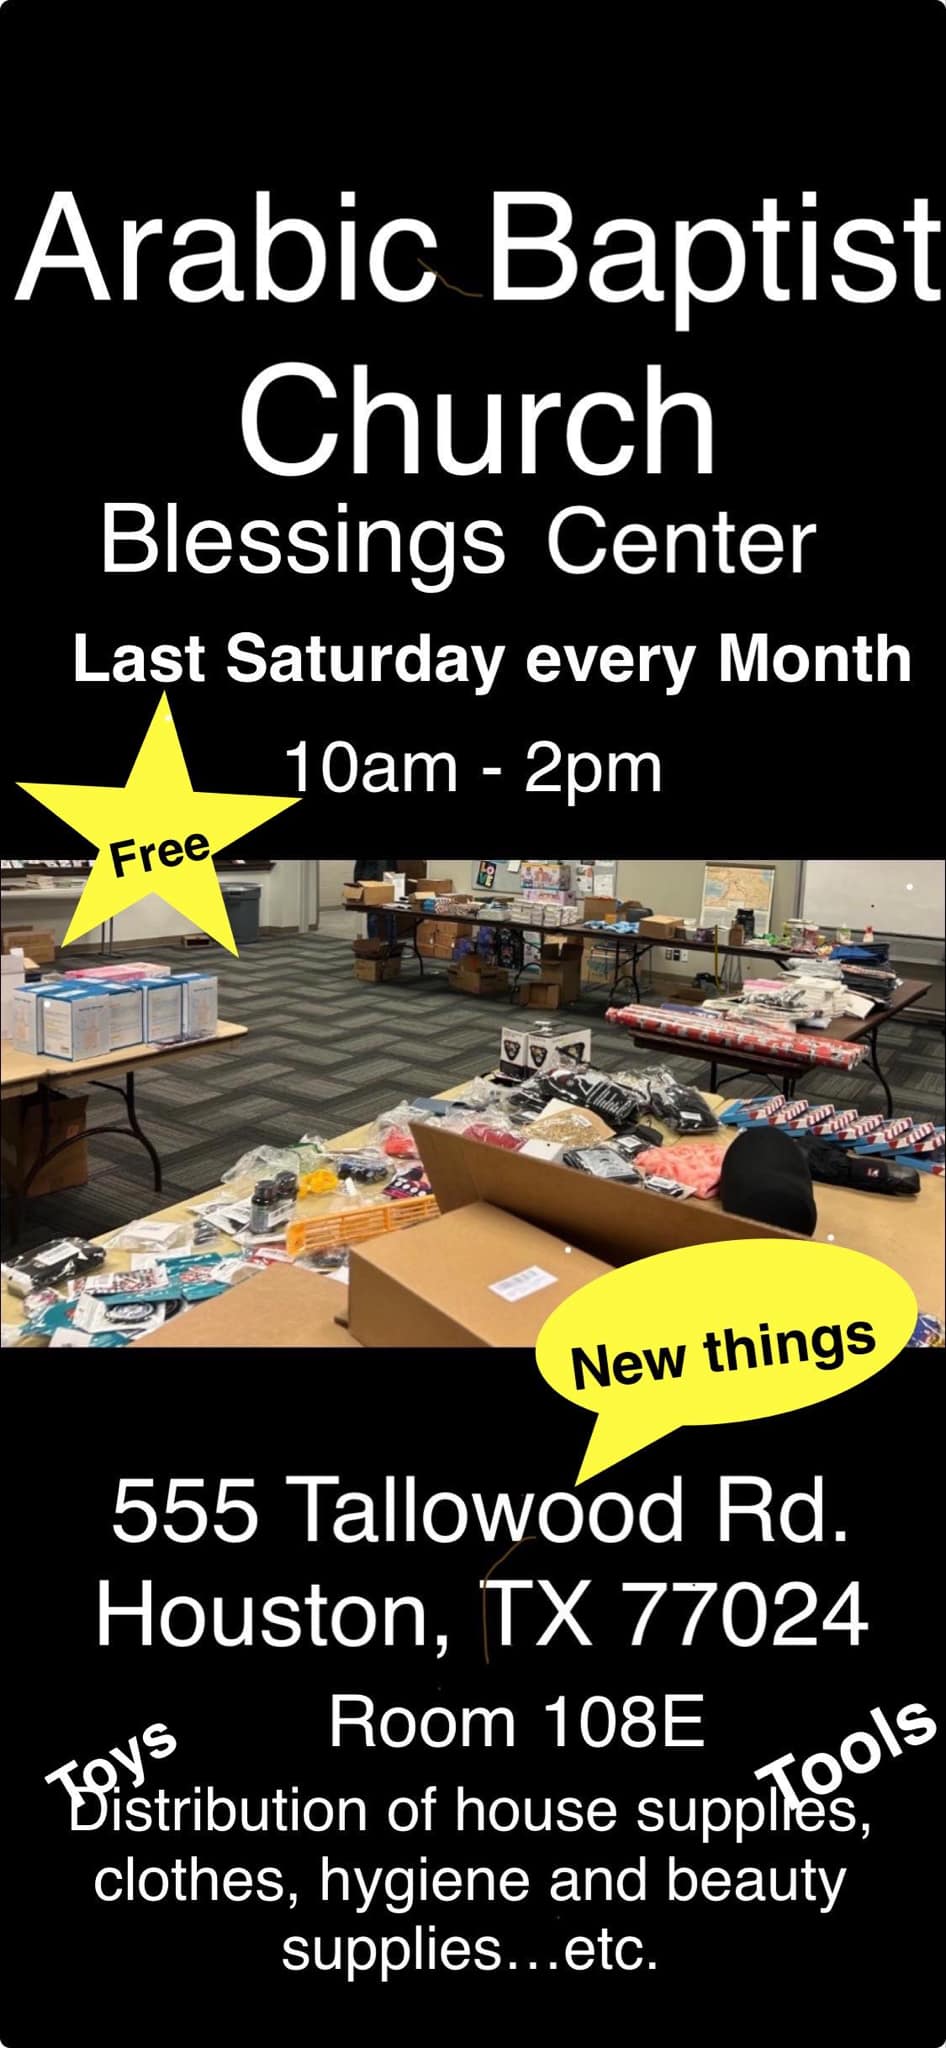 Arabic Baptist
Church
Blessings Center
Last Saturday every Month
10am - 2pm
Free
LOVE
New things
555 Tallowood Rd.
Houston, TX 77024
Room 108E
Toys
Tools
Distribution of house supplies,
clothes, hygiene and beauty
supplies...etc.